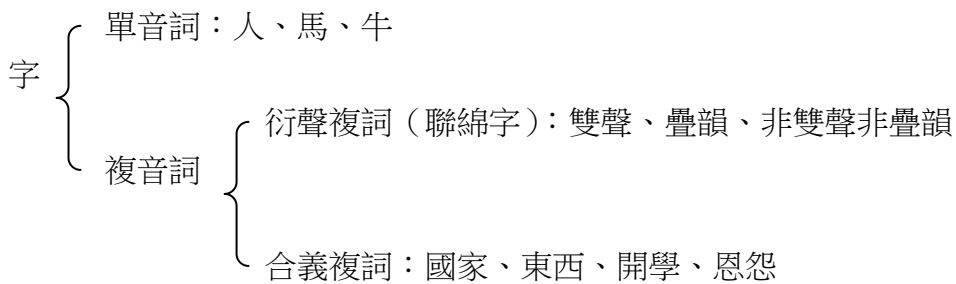 單音詞：人、馬、牛
字
衍聲複詞（聯綿字）：雙聲、疊韻、非雙聲非疊韻
複音詞
合義複詞：國家、東西、開學、恩怨